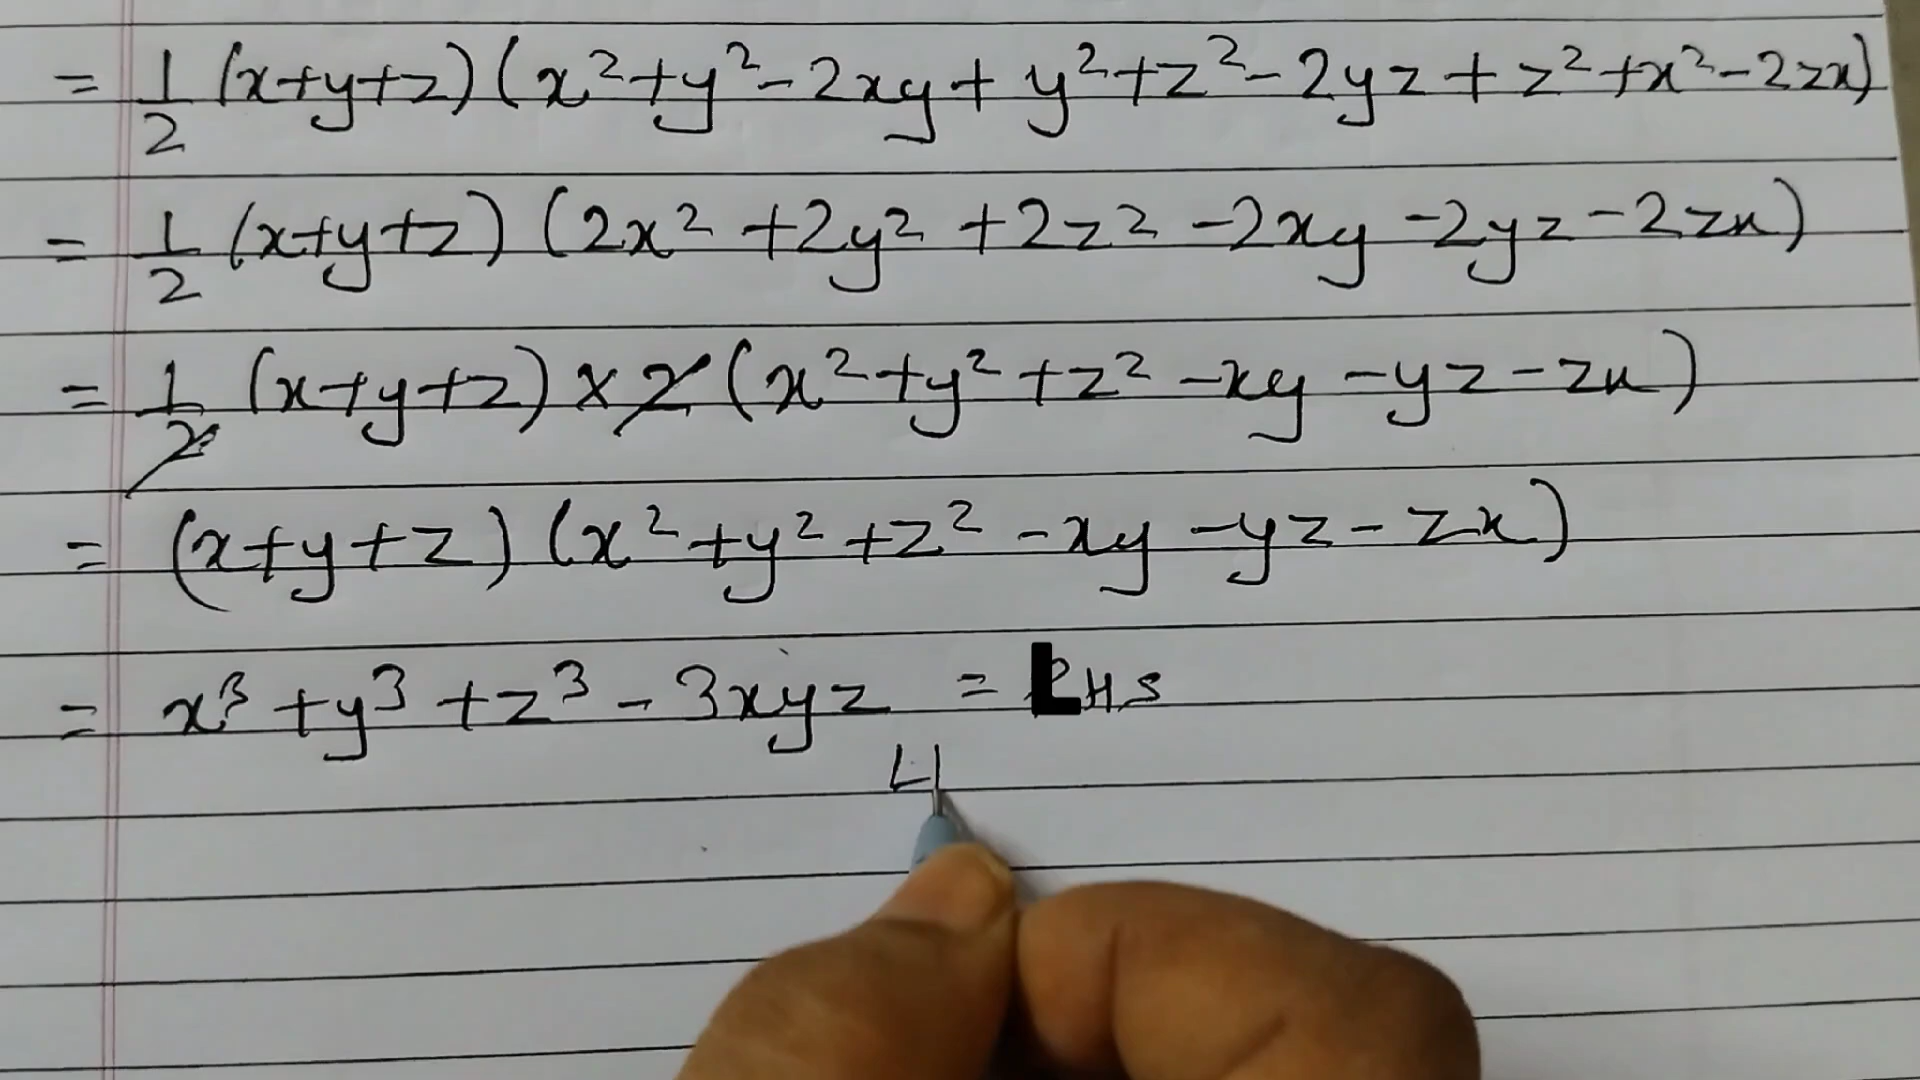 = 1/2 (x+y+z) (x²+y²-2xy+y²+z²-2yz+z²+x²-2zx)
= 1/2 (x+y+z) (2x²+2y²+2z²-2xy-2yz-2zx)
= 1/2 (x+y+z) × 2 (x²+y²+z²-xy-yz-zx)
= (x+y+z) (x²+y²+z²-xy-yz-zx)
= x³+y³+z³-3xyz = LHS